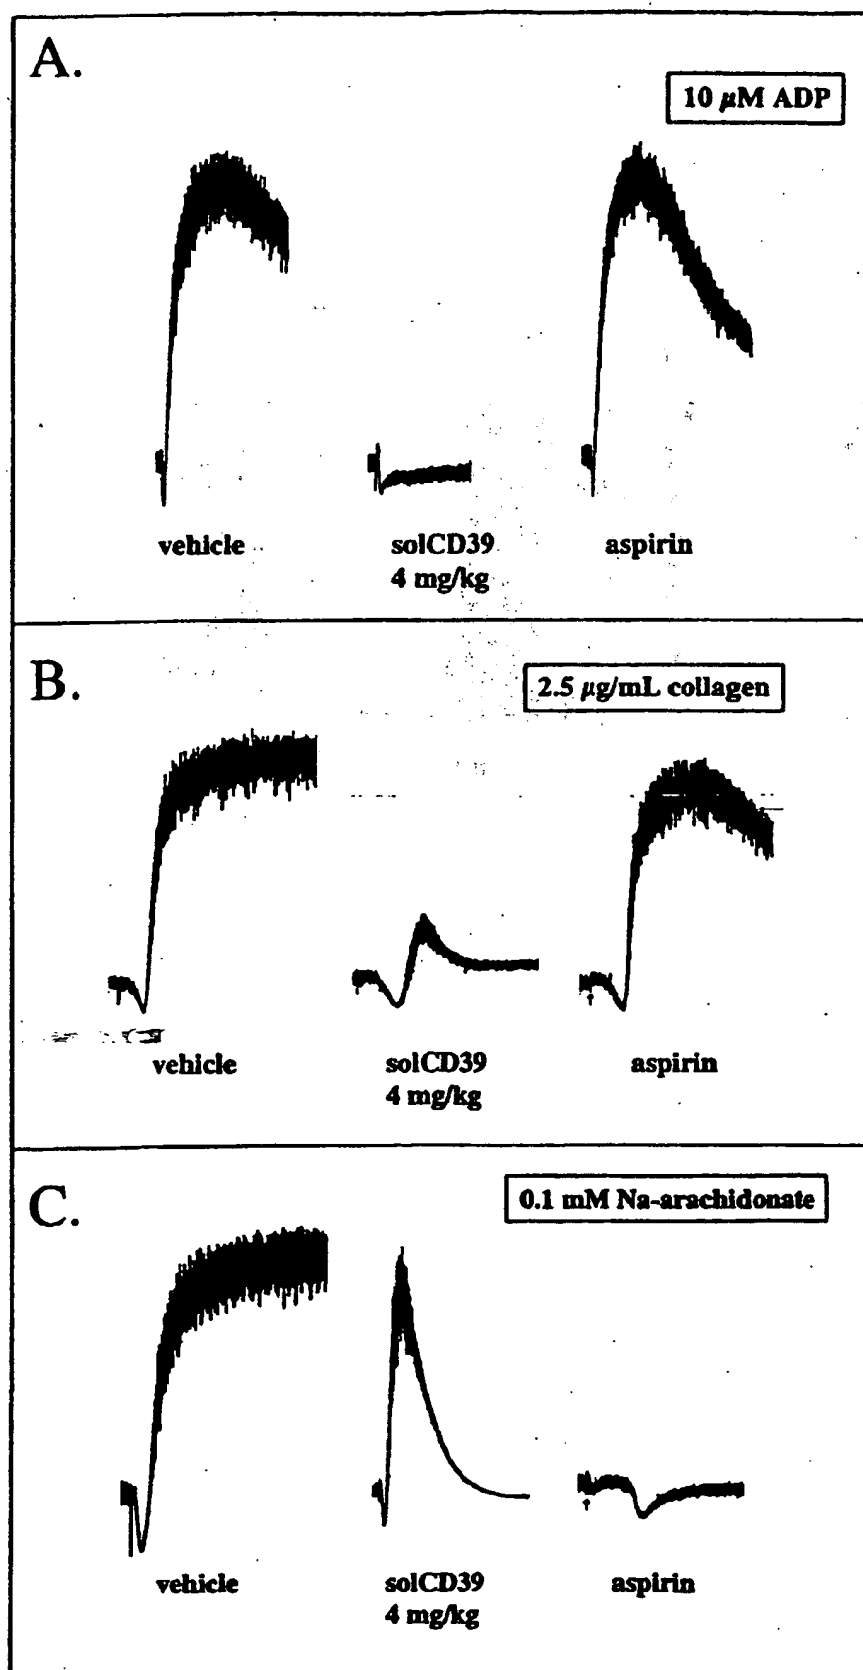 A.
10 µM ADP
vehicle
solCD39
4 mg/kg
aspirin
B.
2.5 µg/mL collagen
vehicle
solCD39
4 mg/kg
aspirin
C.
0.1 mM Na-arachidonate
vehicle
solCD39
4 mg/kg
aspirin